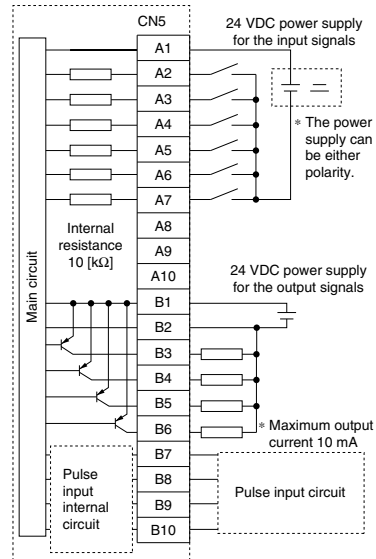 CN5
24 VDC power supply
for the input signals
A1
A2
A3
A4
A5
A6
A7
A8
A9
A10
* The power
supply can
be either
polarity.
Internal
resistance
10 [kΩ]
Main circuit
24 VDC power supply
for the output signals
B1
B2
B3
B4
B5
B6
B7
B8
B9
B10
* Maximum output
current 10 mA
Pulse
input
internal
circuit
Pulse input circuit